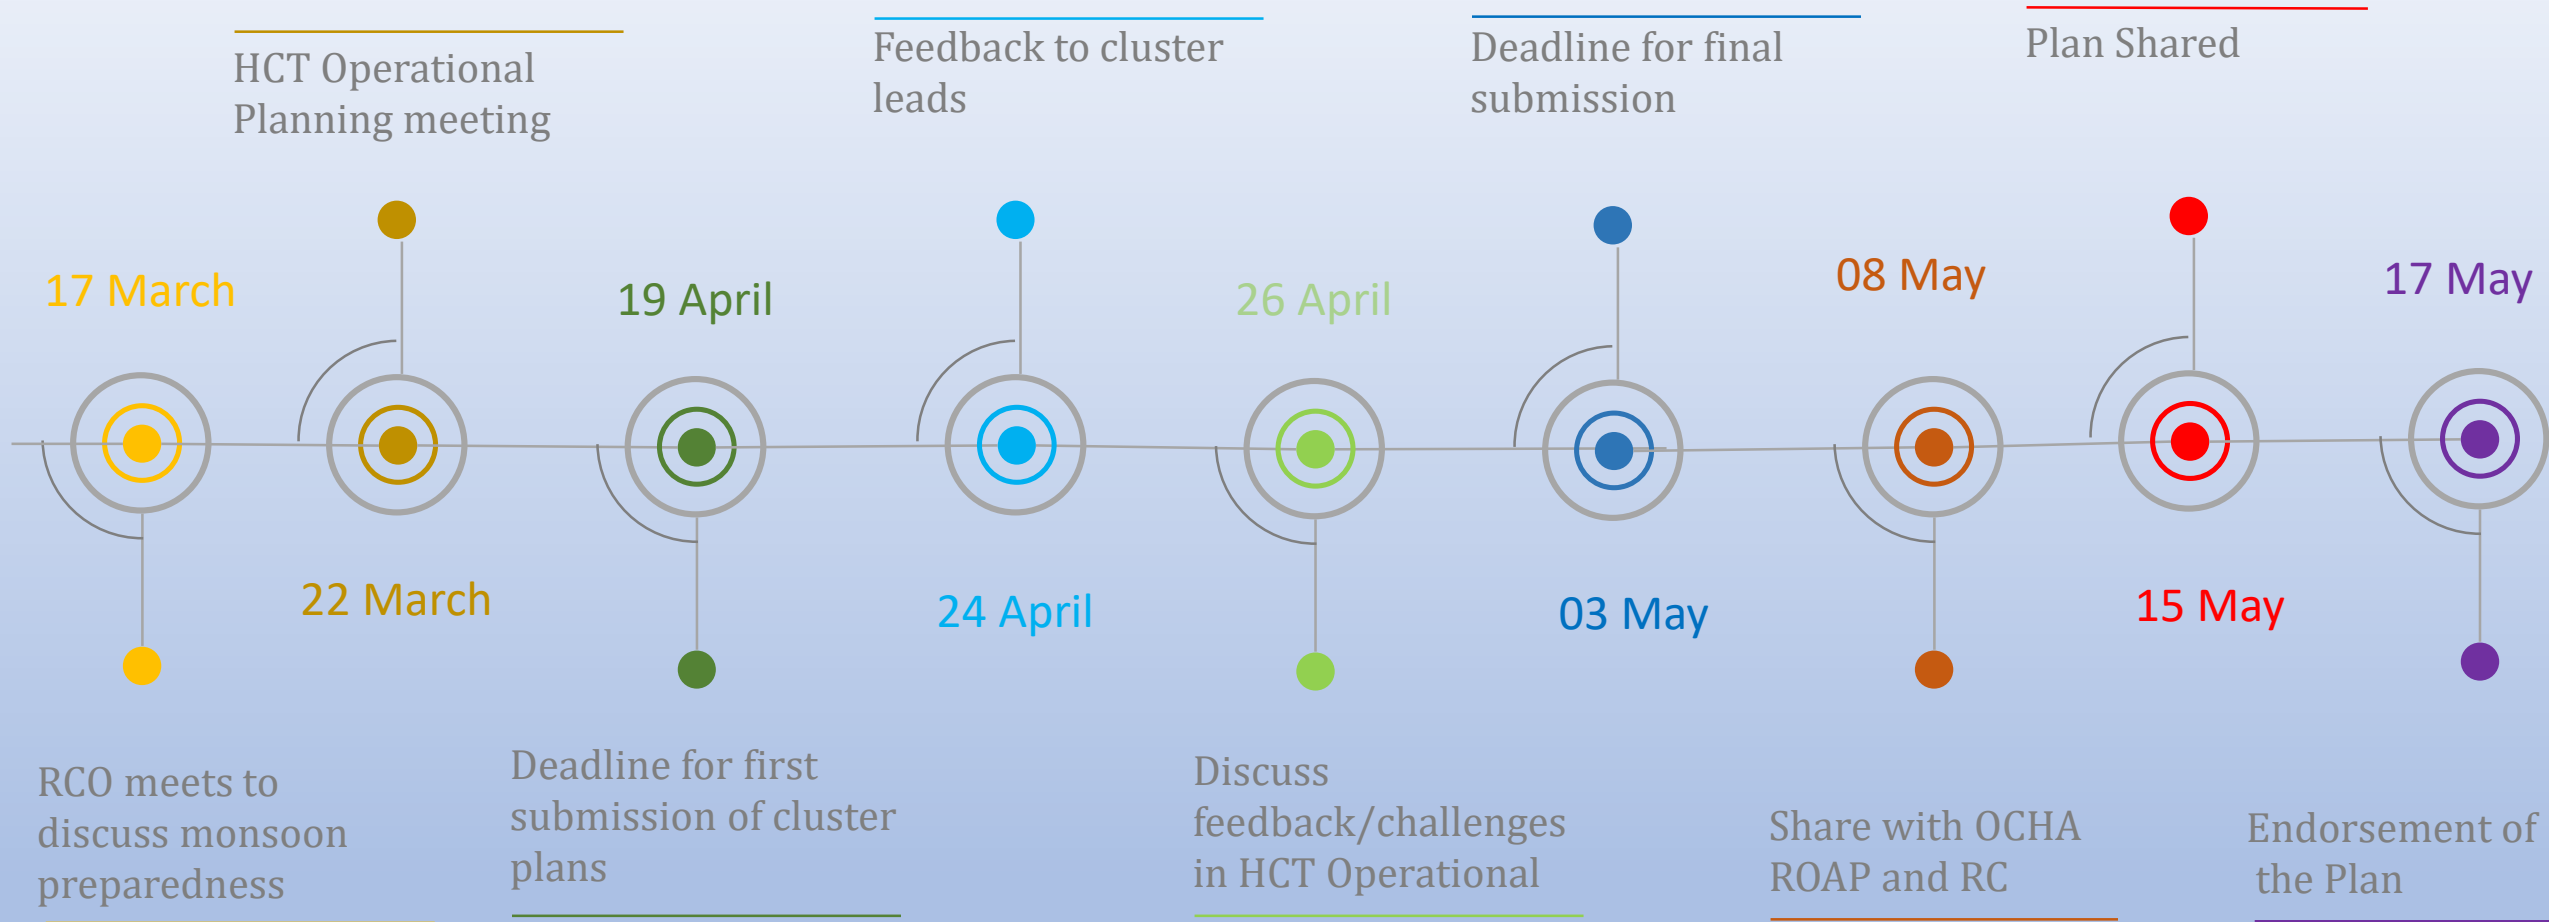 HCT Operational
Planning meeting
Feedback to cluster
leads
Deadline for final
submission
Plan Shared
17 March
19 April
26 April
08 May
17 May
22 March
24 April
03 May
15 May
RCO meets to
discuss monsoon
preparedness
Deadline for first
submission of cluster
plans
Discuss
feedback/challenges
in HCT Operational
Share with OCHA
ROAP and RC
Endorsement of
the Plan